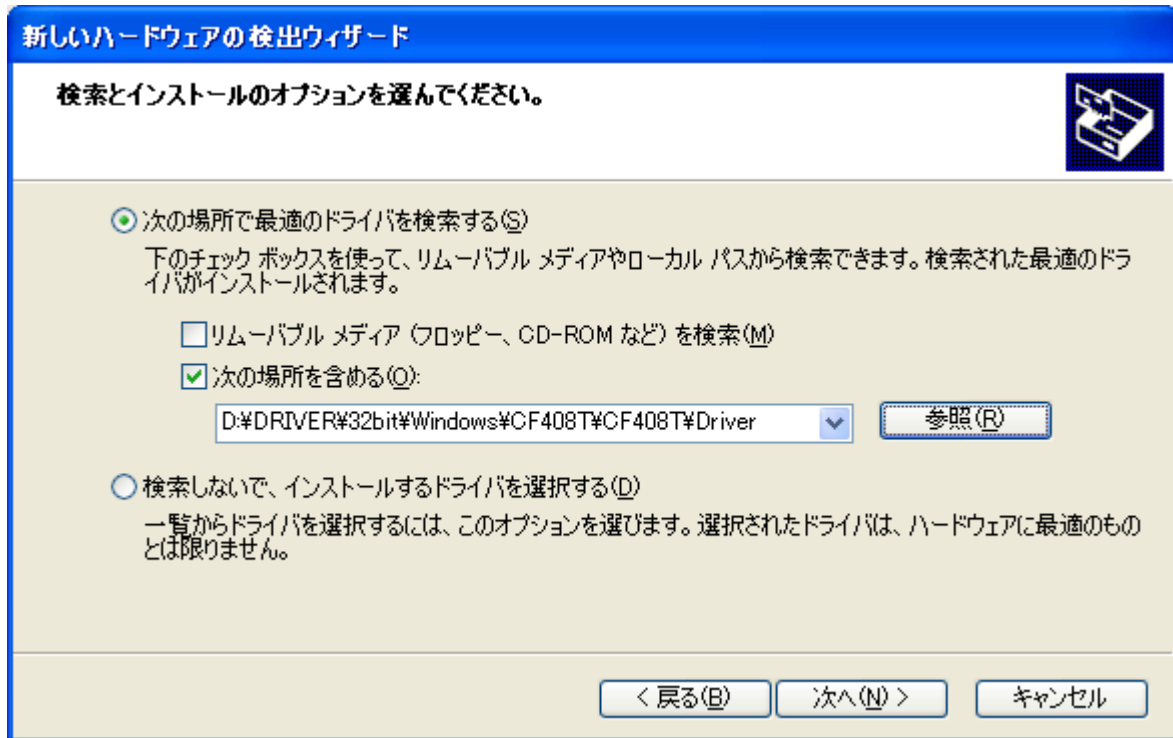 新しいハードウェアの検出ウィザード
検索とインストールのオプションを選んでください。
次の場所で最適のドライバを検索する(S)
下のチェック ボックスを使って、リムーバブル メディアやローカル パスから検索できます。検索された最適のドラ
イバがインストールされます。
リムーバブル メディア (フロッピー、CD-ROM など) を検索(M)
次の場所を含める(O):
D:¥DRIVER¥32bit¥Windows¥CF408T¥CF408T¥Driver
参照(R)
検索しないで、インストールするドライバを選択する(D)
一覧からドライバを選択するには、このオプションを選びます。選択されたドライバは、ハードウェアに最適のもの
とは限りません。
< 戻る(B) 次へ(N) > キャンセル